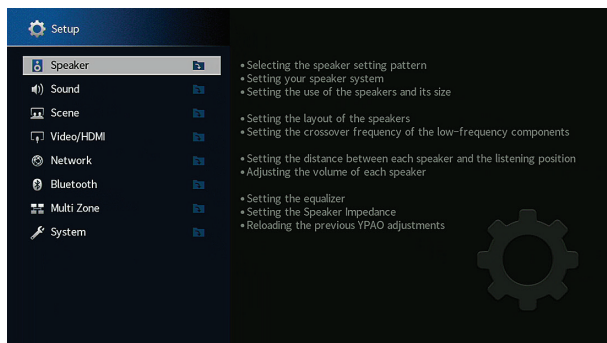 Setup
Speaker
Sound
Scene
Video/HDMI
Network
Bluetooth
Multi Zone
System
• Selecting the speaker setting pattern
• Setting your speaker system
• Setting the use of the speakers and its size
• Setting the layout of the speakers
• Setting the crossover frequency of the low-frequency components
• Setting the distance between each speaker and the listening position
• Adjusting the volume of each speaker
• Setting the equalizer
• Setting the Speaker Impedance
• Reloading the previous YPAO adjustments